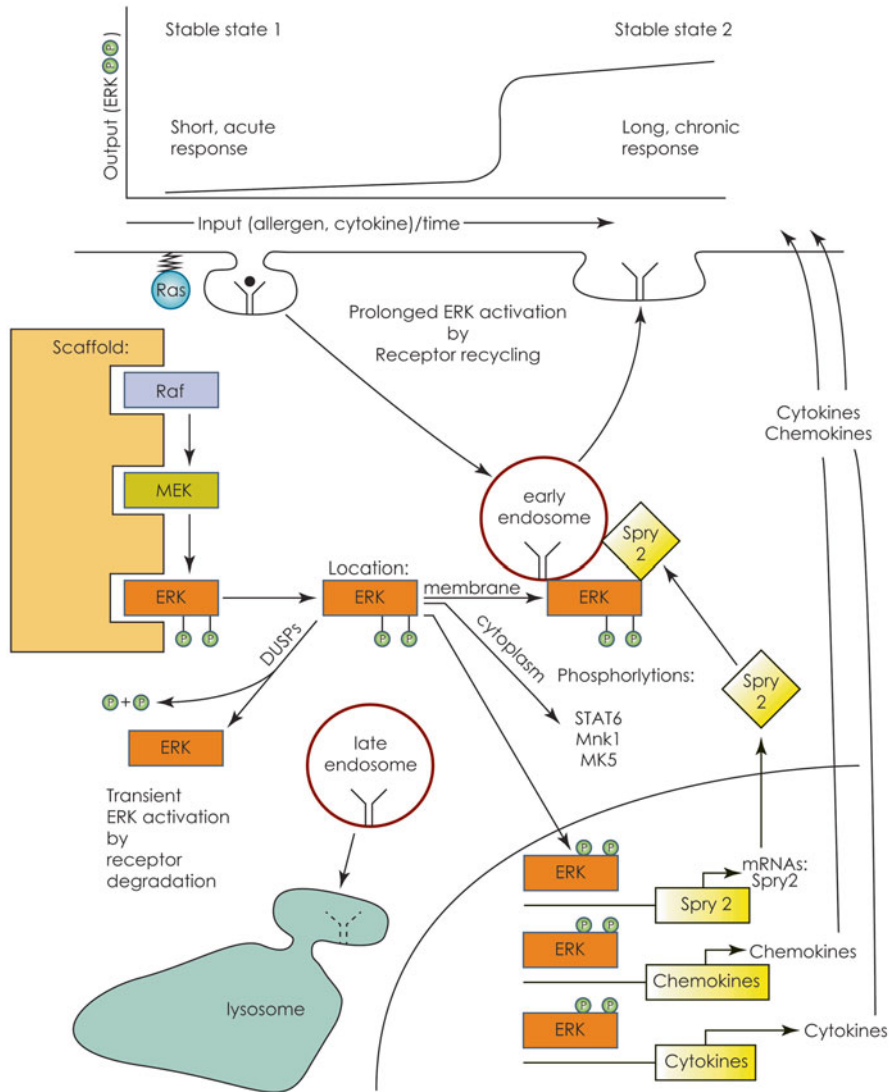 Stable state 1
Stable state 2
Output (ERK P P)
Short, acute
response
Long, chronic
response
Input (allergen, cytokine)/time
Ras
Prolonged ERK activation
by
Receptor recycling
Scaffold:
Raf
MEK
ERK
P P
Cytokines
Chemokines
early
endosome
Spry
2
Location:
ERK
P P
membrane
ERK
P P
cytoplasm
DUSPs
P + P
ERK
Phosphorlytions:
STAT6
Mnk1
MK5
Spry
2
late
endosome
Transient
ERK activation
by
receptor
degradation
lysosome
P P
ERK
mRNAs:
Spry2
Spry 2
P P
ERK
Chemokines
Chemokines
P P
ERK
Cytokines
Cytokines